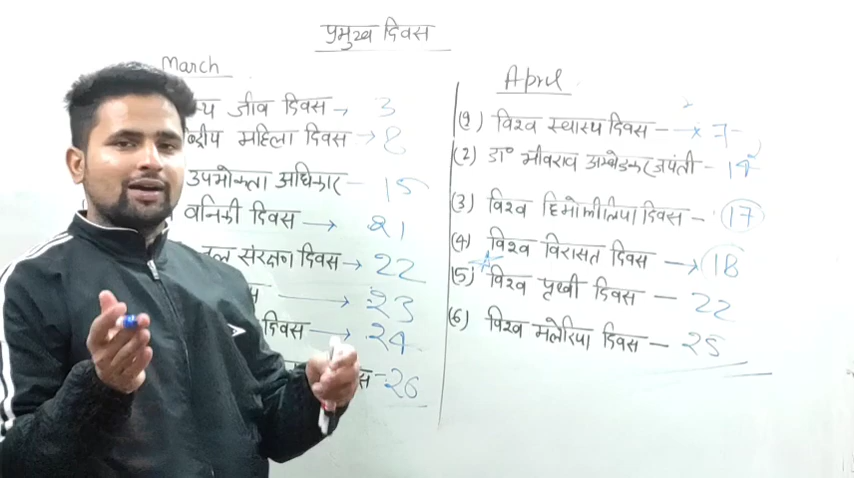 प्रमुख दिवस
March
जीव दिवस → 3
महिला दिवस → 8
उपभोक्ता अधिकार - 15
वानिकी दिवस → 21
जल संरक्षण दिवस → 22
→ 23
दिवस → 24
- 26
April
(1) विश्व स्वास्थ्य दिवस - 7
(2) डा० भीवराव अम्बेडकर जयंती - 14
(3) विश्व हिमोफीलिया दिवस - 17
(4) विश्व विरासत दिवस → 18
(5) विश्व पृथ्वी दिवस - 22
(6) विश्व मलेरिया दिवस - 25